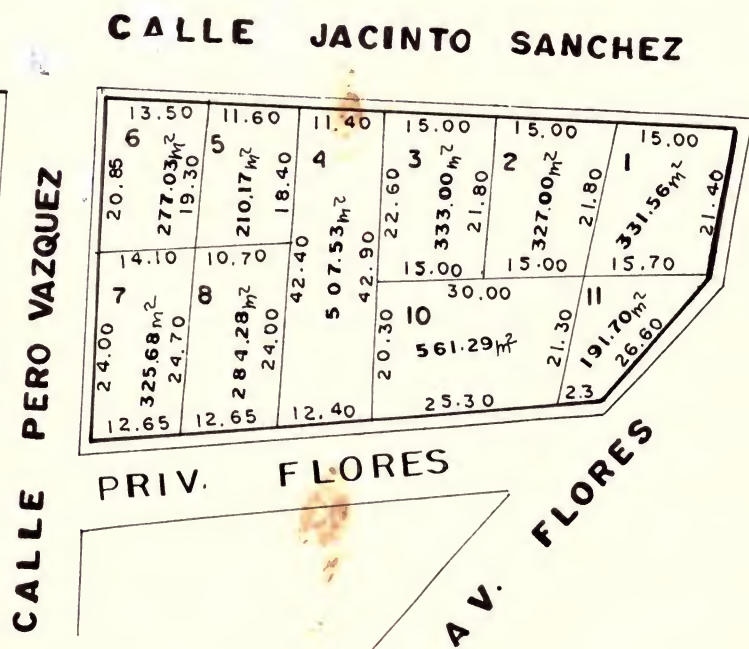 CALLE JACINTO SANCHEZ
CALLE PERO VAZQUEZ
13.50 11.60 11.40 15.00 15.00 15.00
6 5 4 3 2 1
20.85 277.03m² 19.30 210.17m² 18.40 507.53m² 22.60 333.00m² 21.80 327.00m² 21.80 331.56m² 21.40
42.40 42.90
14.10 10.70 15.00 15.00 15.70
30.00
7 8 10 11
24.00 325.68m² 24.70 284.28m² 24.00 20.30 561.29m² 21.30 191.70m² 26.60
12.65 12.65 12.40 25.30 2.3
PRIV. FLORES
AV. FLORES